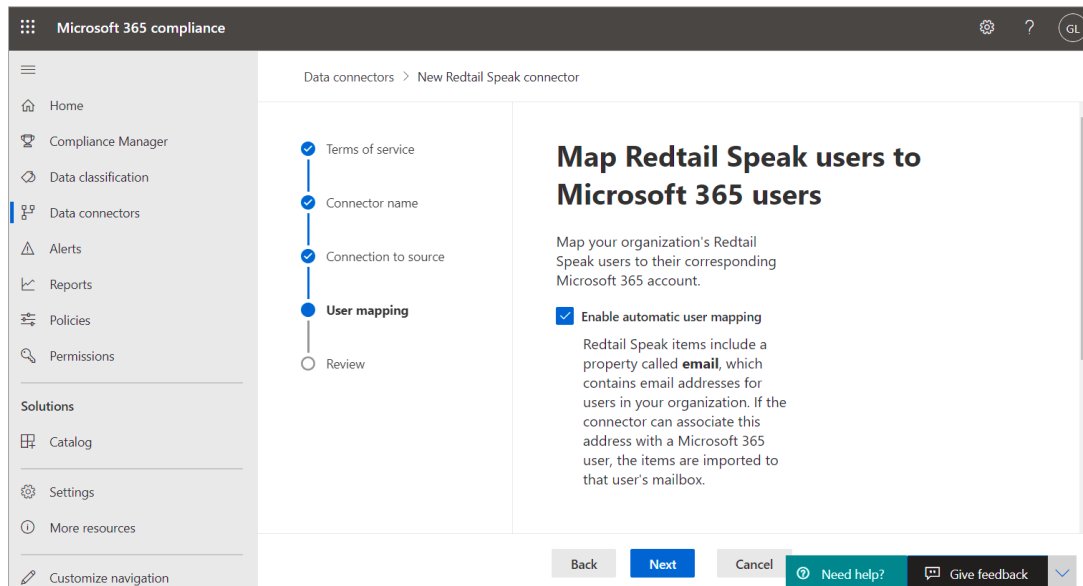 Microsoft 365 compliance
?
GL
Data connectors > New Redtail Speak connector
Home
Compliance Manager
Data classification
Data connectors
Alerts
Reports
Policies
Permissions
Solutions
Catalog
Settings
More resources
Customize navigation
Terms of service
Connector name
Connection to source
User mapping
Review
Map Redtail Speak users to
Microsoft 365 users
Map your organization's Redtail
Speak users to their corresponding
Microsoft 365 account.
Enable automatic user mapping
Redtail Speak items include a
property called email, which
contains email addresses for
users in your organization. If the
connector can associate this
address with a Microsoft 365
user, the items are imported to
that user's mailbox.
Back
Next
Cancel
Need help?
Give feedback